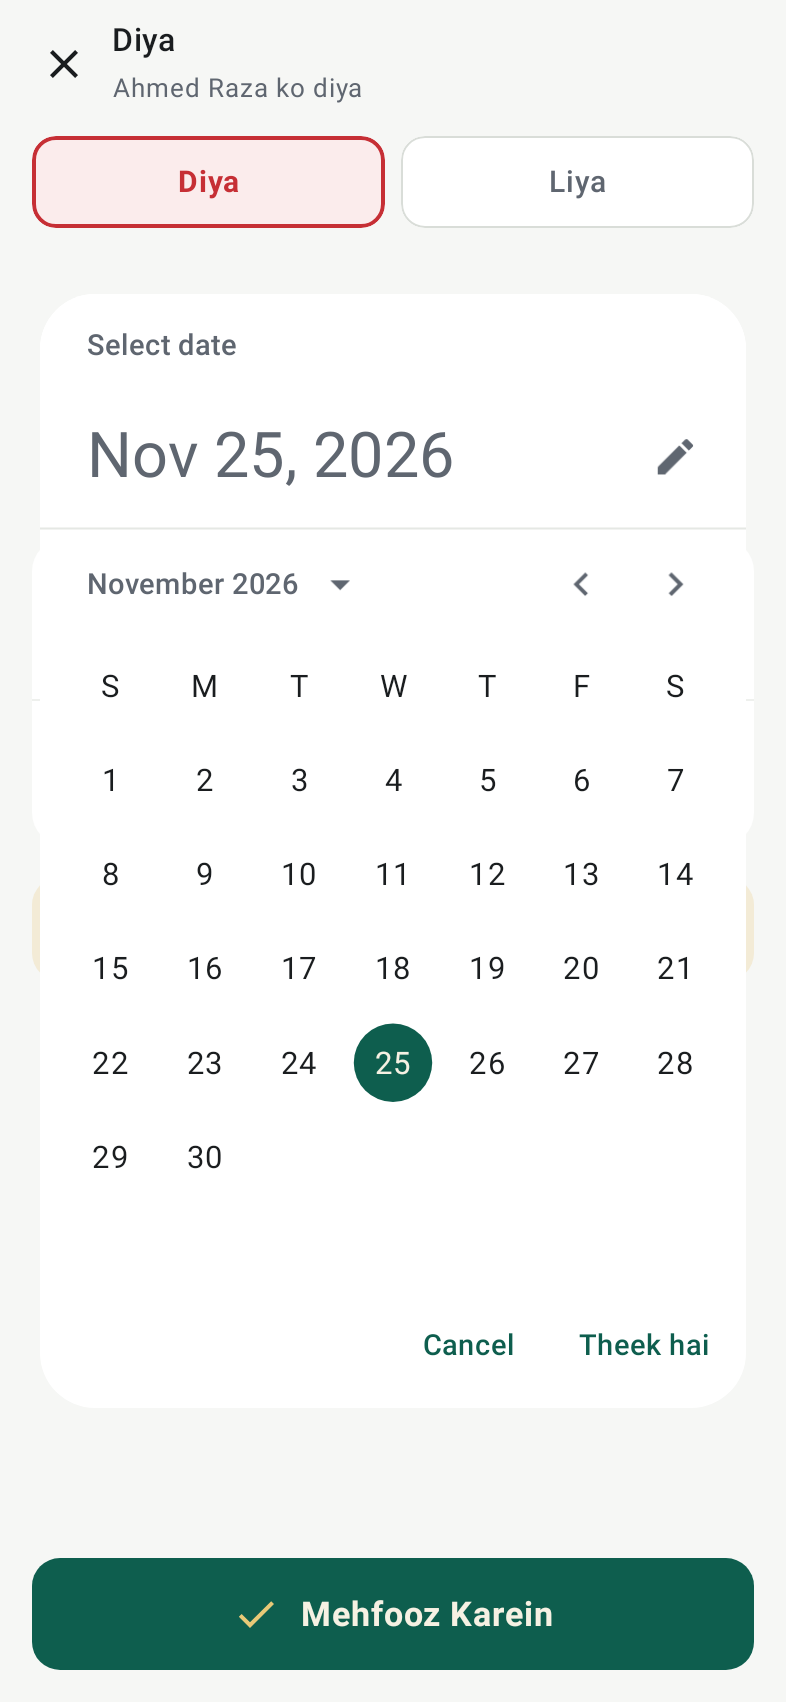 Diya
Ahmed Raza ko diya
Diya Liya
Select date
Nov 25, 2026
November 2026
S M T W T F S
1 2 3 4 5 6 7
8 9 10 11 12 13 14
15 16 17 18 19 20 21
22 23 24 25 26 27 28
29 30
Cancel Theek hai
Mehfooz Karein